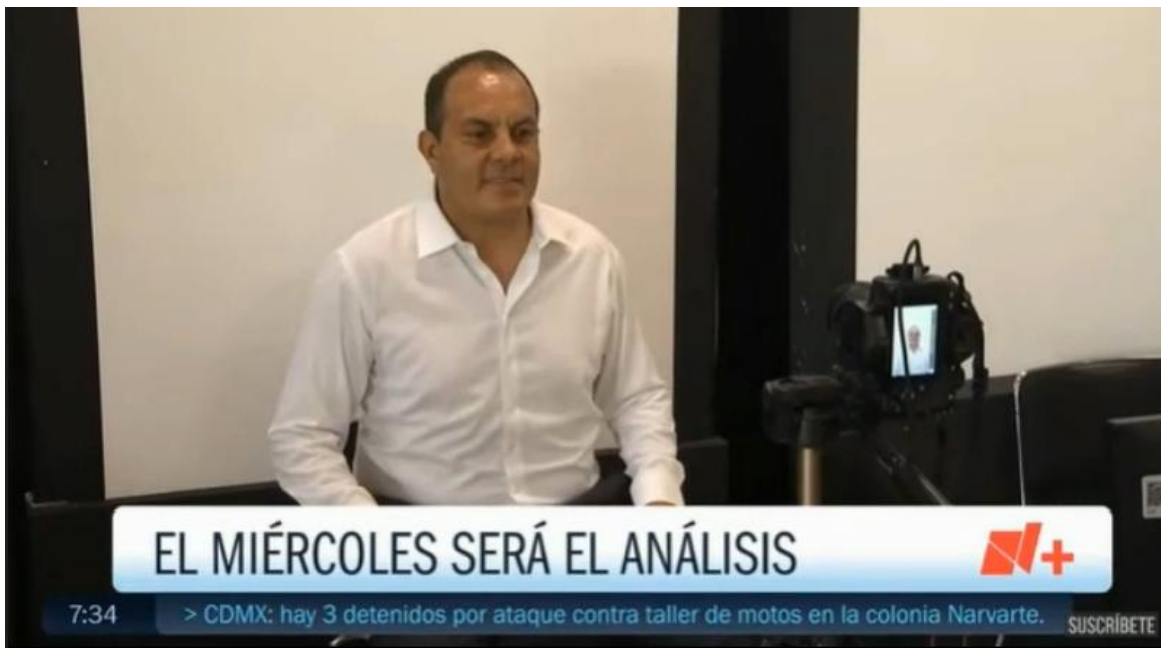 EL MIÉRCOLES SERÁ EL ANÁLISIS
N+
7:34 > CDMX: hay 3 detenidos por ataque contra taller de motos en la colonia Narvarte.
SUSCRÍBETE